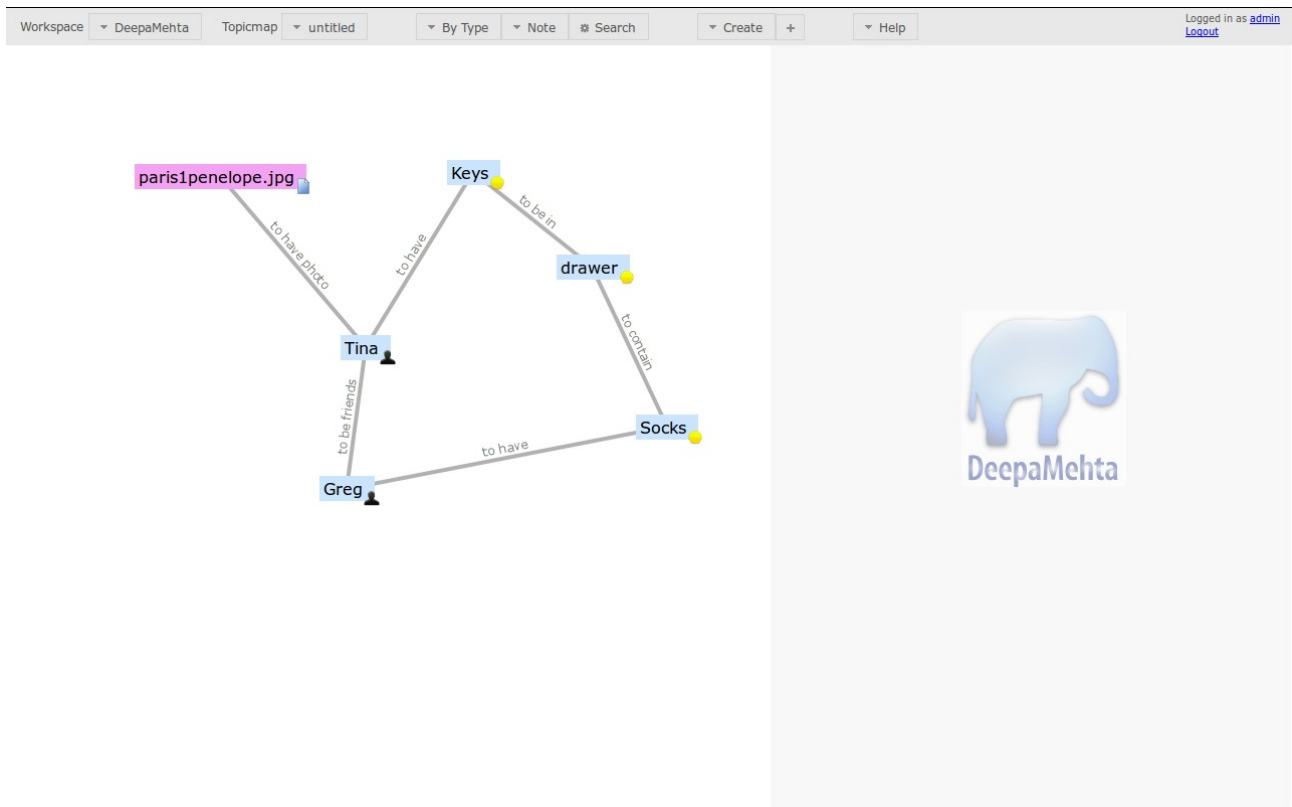 Workspace DeepaMehta Topicmap untitled By Type Note Search Create + Help
Logged in as admin
Logout
paris1penelope.jpg
Keys
to be in
to have photo
to have
drawer
to contain
Tina
to be friends
Socks
to have
Greg
DeepaMehta